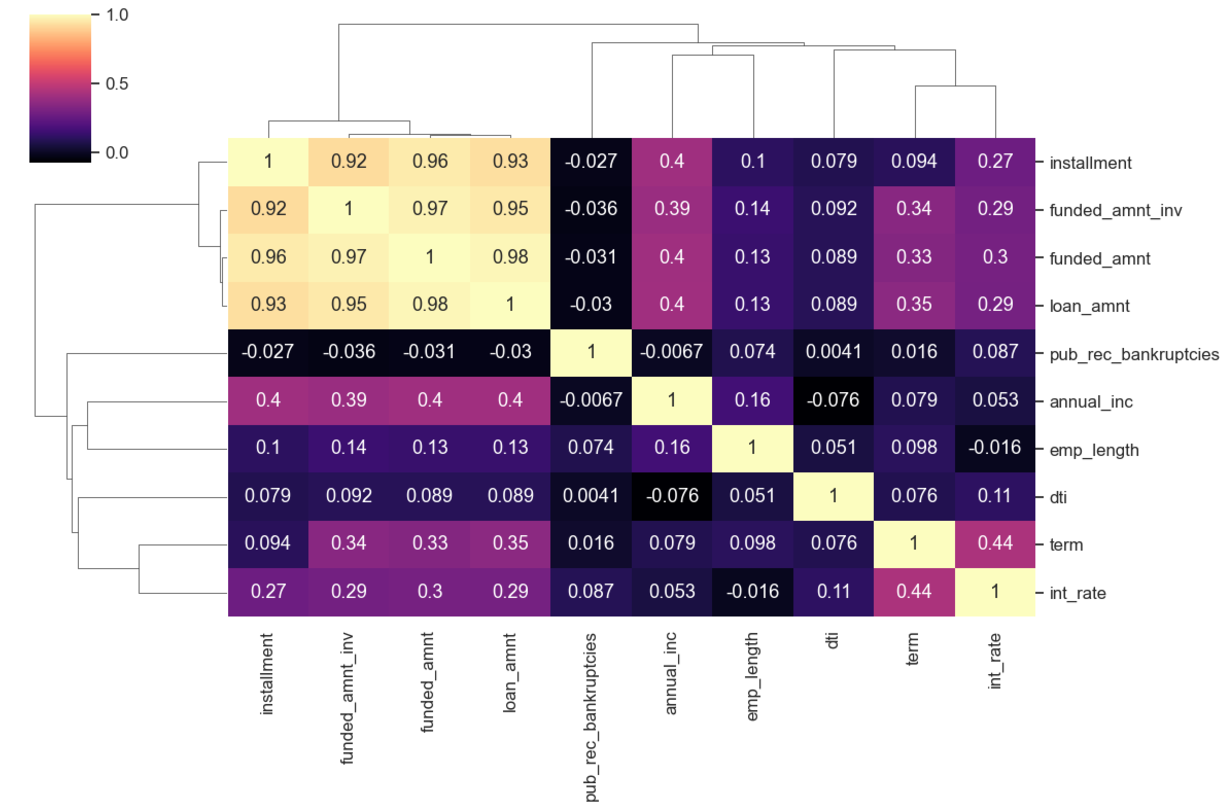 1.0
0.5
0.0
1 0.92 0.96 0.93 -0.027 0.4 0.1 0.079 0.094 0.27 installment
0.92 1 0.97 0.95 -0.036 0.39 0.14 0.092 0.34 0.29 funded_amnt_inv
0.96 0.97 1 0.98 -0.031 0.4 0.13 0.089 0.33 0.3 funded_amnt
0.93 0.95 0.98 1 -0.03 0.4 0.13 0.089 0.35 0.29 loan_amnt
-0.027 -0.036 -0.031 -0.03 1 -0.0067 0.074 0.0041 0.016 0.087 pub_rec_bankruptcies
0.4 0.39 0.4 0.4 -0.0067 1 0.16 -0.076 0.079 0.053 annual_inc
0.1 0.14 0.13 0.13 0.074 0.16 1 0.051 0.098 -0.016 emp_length
0.079 0.092 0.089 0.089 0.0041 -0.076 0.051 1 0.076 0.11 dti
0.094 0.34 0.33 0.35 0.016 0.079 0.098 0.076 1 0.44 term
0.27 0.29 0.3 0.29 0.087 0.053 -0.016 0.11 0.44 1 int_rate
installment
funded_amnt_inv
funded_amnt
loan_amnt
pub_rec_bankruptcies
annual_inc
emp_length
dti
term
int_rate